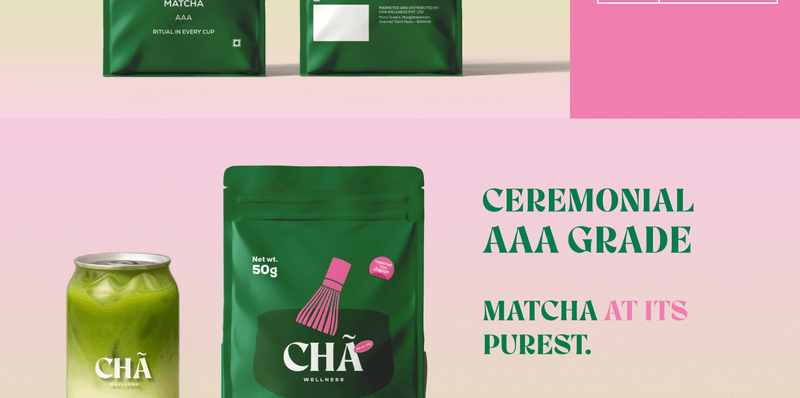 MATCHA
AAA
RITUAL IN EVERY CUP
MARKETED AND DISTRIBUTED BY:
CHA WELLNESS PVT. LTD
Chennai, Tamil Nadu - 600008
CEREMONIAL
AAA GRADE
MATCHA AT ITS
PUREST.
Net wt.
50g
Japan
CHÃ
WELLNESS
CHÃ
WELLNESS